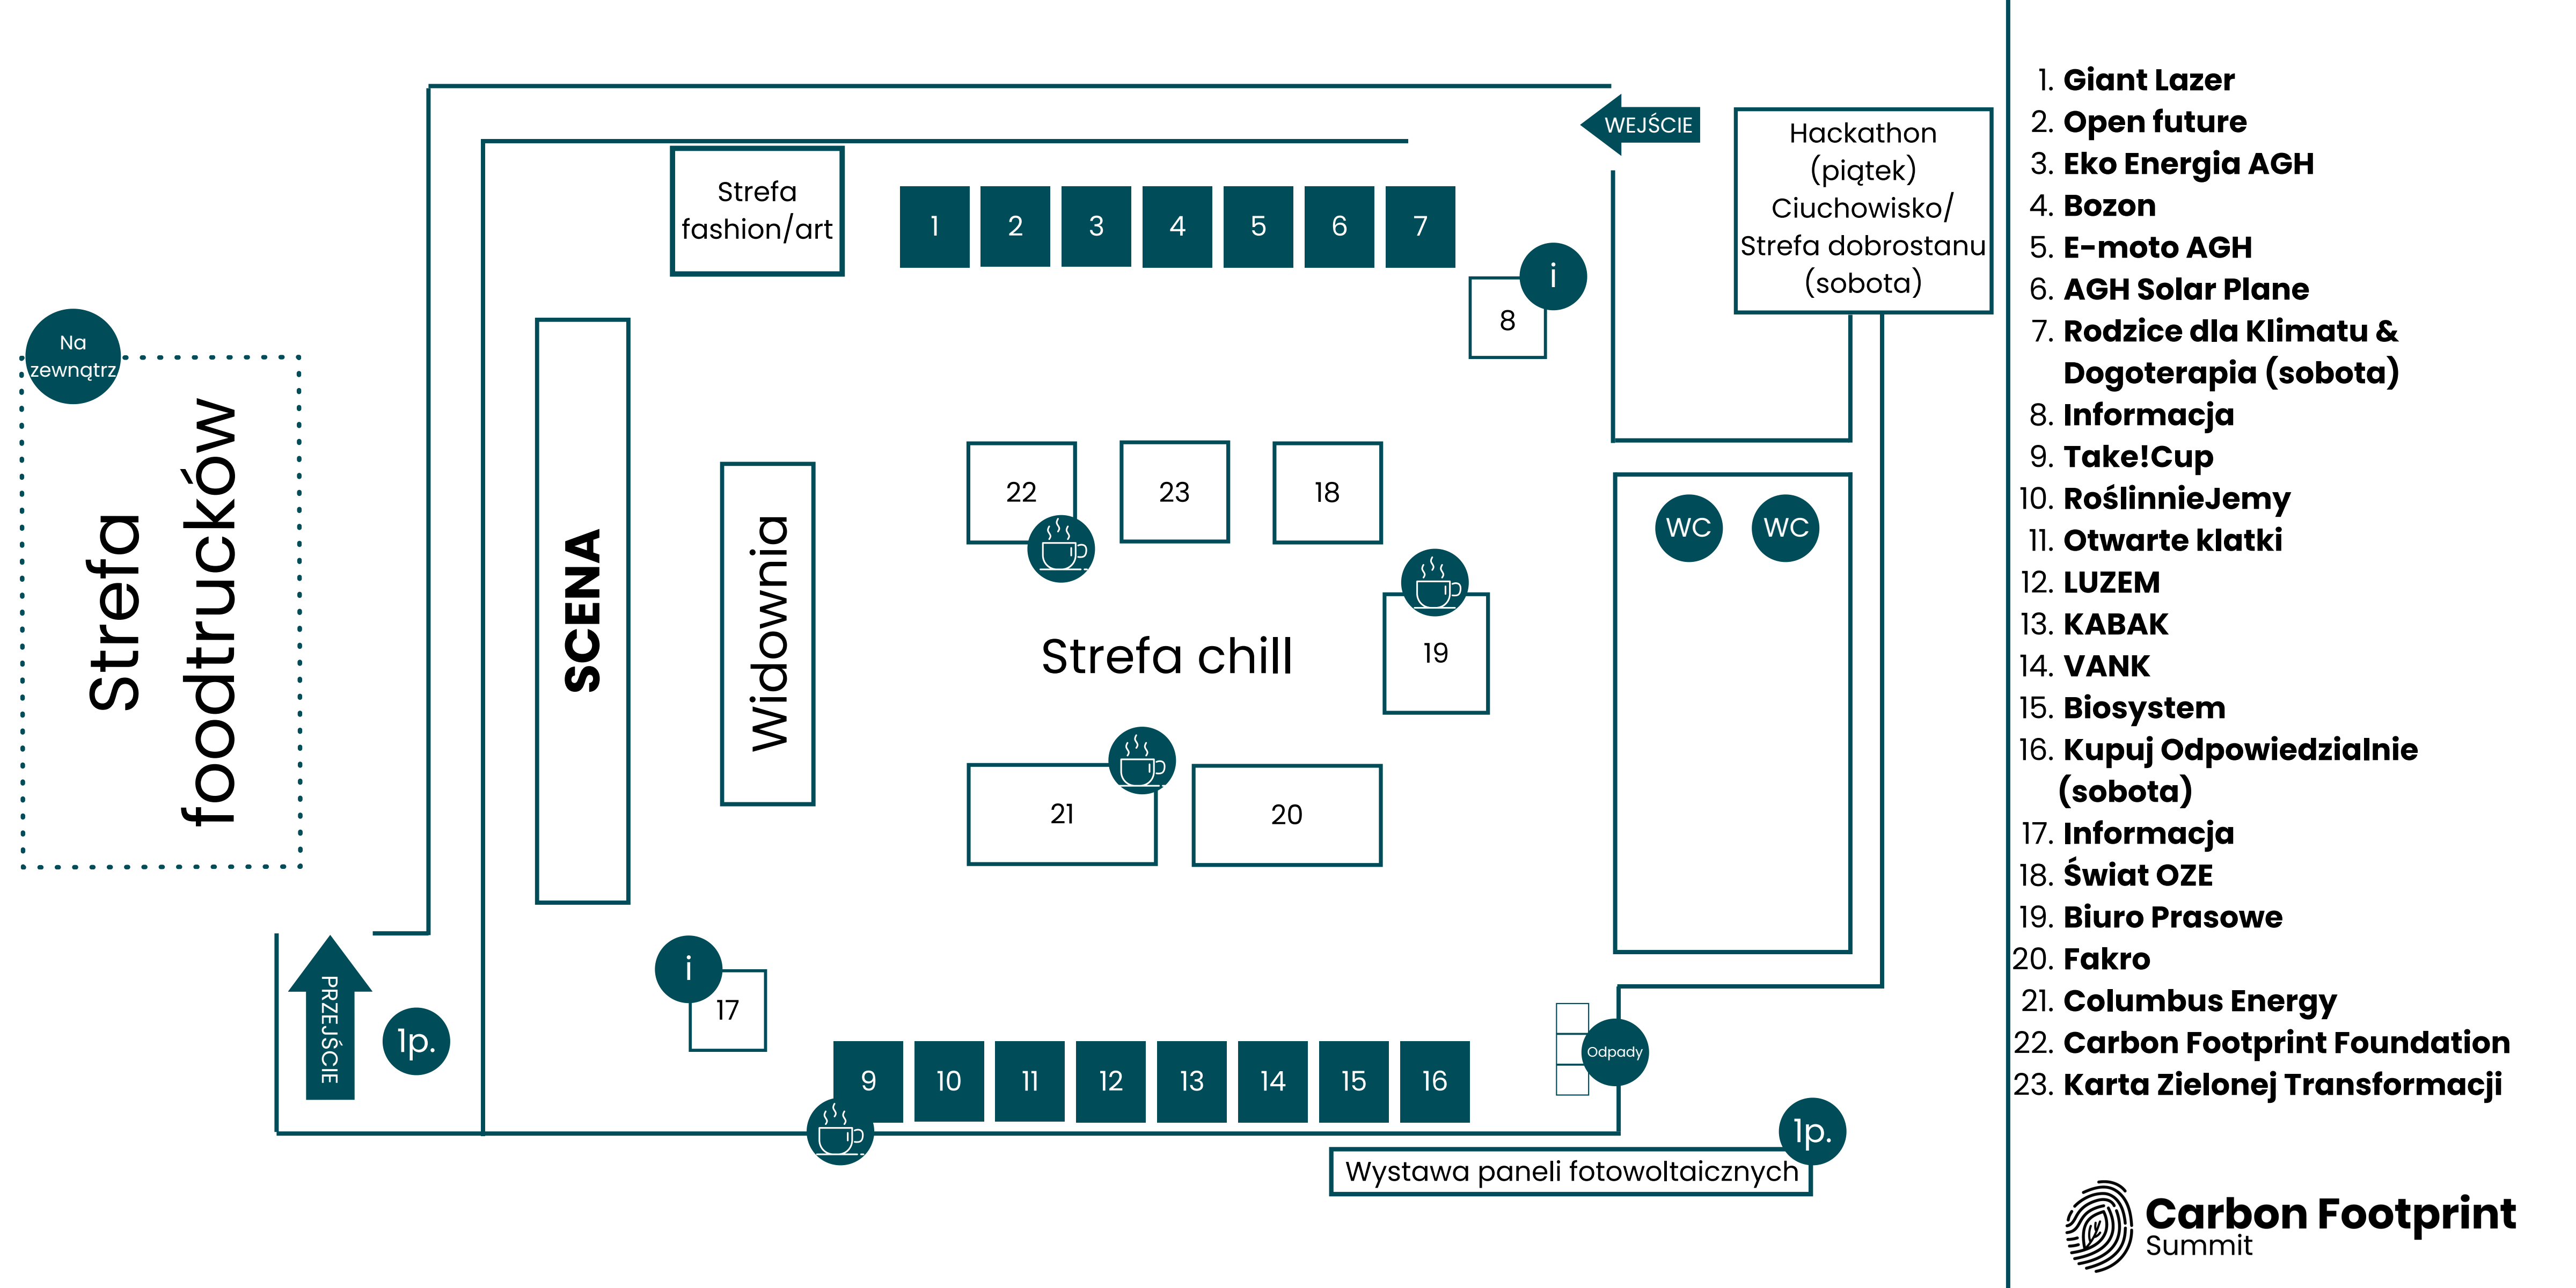 WEJŚCIE
Hackathon
(piątek)
Ciuchowisko/
Strefa dobrostanu
(sobota)
Strefa
fashion/art
1
2
3
4
5
6
7
i
8
Na
zewnątrz
Strefa
foodtrucków
SCENA
Widownia
22
23
18
WC
WC
Strefa chill
19
21
20
i
17
PRZEJŚCIE
1p.
9
10
11
12
13
14
15
16
Odpady
1p.
Wystawa paneli fotowoltaicznych
1. Giant Lazer
2. Open future
3. Eko Energia AGH
4. Bozon
5. E-moto AGH
6. AGH Solar Plane
7. Rodzice dla Klimatu &
Dogoterapia (sobota)
8. Informacja
9. Take!Cup
10. RoślinnieJemy
11. Otwarte klatki
12. LUZEM
13. KABAK
14. VANK
15. Biosystem
16. Kupuj Odpowiedzialnie
(sobota)
17. Informacja
18. Świat OZE
19. Biuro Prasowe
20. Fakro
21. Columbus Energy
22. Carbon Footprint Foundation
23. Karta Zielonej Transformacji
Carbon Footprint
Summit